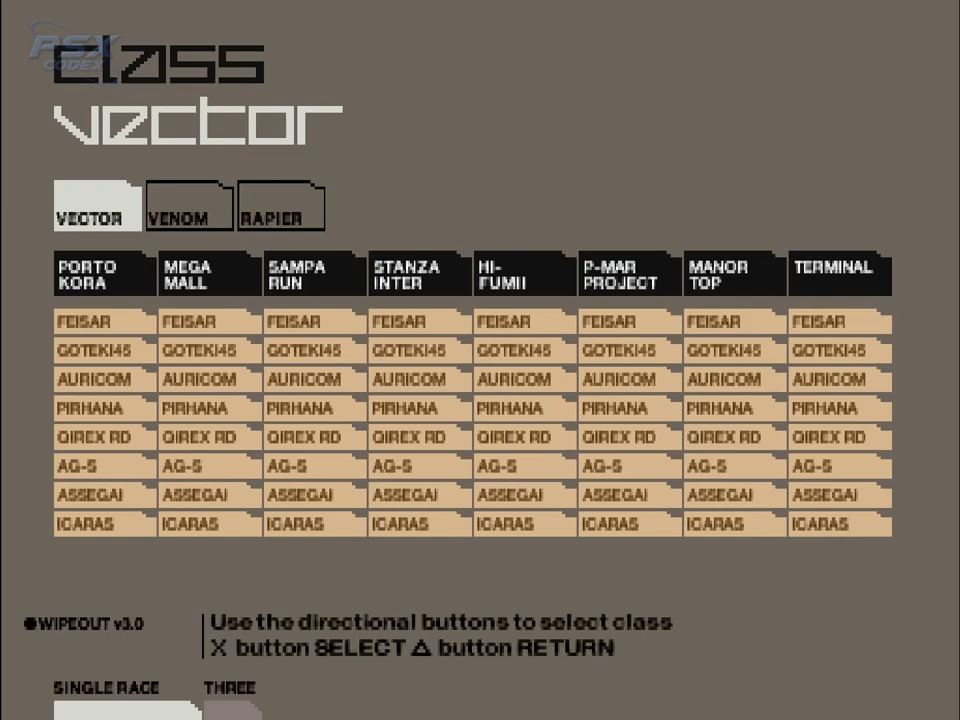 PSX
CODEX
class
vector
VECTOR VENOM RAPIER
PORTO KORA MEGA MALL SAMPA RUN STANZA INTER HI-FUMII P-MAR PROJECT MANOR TOP TERMINAL
FEISAR FEISAR FEISAR FEISAR FEISAR FEISAR FEISAR FEISAR
GOTEKI45 GOTEKI45 GOTEKI45 GOTEKI45 GOTEKI45 GOTEKI45 GOTEKI45 GOTEKI45
AURICOM AURICOM AURICOM AURICOM AURICOM AURICOM AURICOM AURICOM
PIRHANA PIRHANA PIRHANA PIRHANA PIRHANA PIRHANA PIRHANA PIRHANA
QIREX RD QIREX RD QIREX RD QIREX RD QIREX RD QIREX RD QIREX RD QIREX RD
AG-S AG-S AG-S AG-S AG-S AG-S AG-S AG-S
ASSEGAI ASSEGAI ASSEGAI ASSEGAI ASSEGAI ASSEGAI ASSEGAI ASSEGAI
ICARAS ICARAS ICARAS ICARAS ICARAS ICARAS ICARAS ICARAS
WIPEOUT v3.0
Use the directional buttons to select class
X button SELECT △ button RETURN
SINGLE RACE THREE